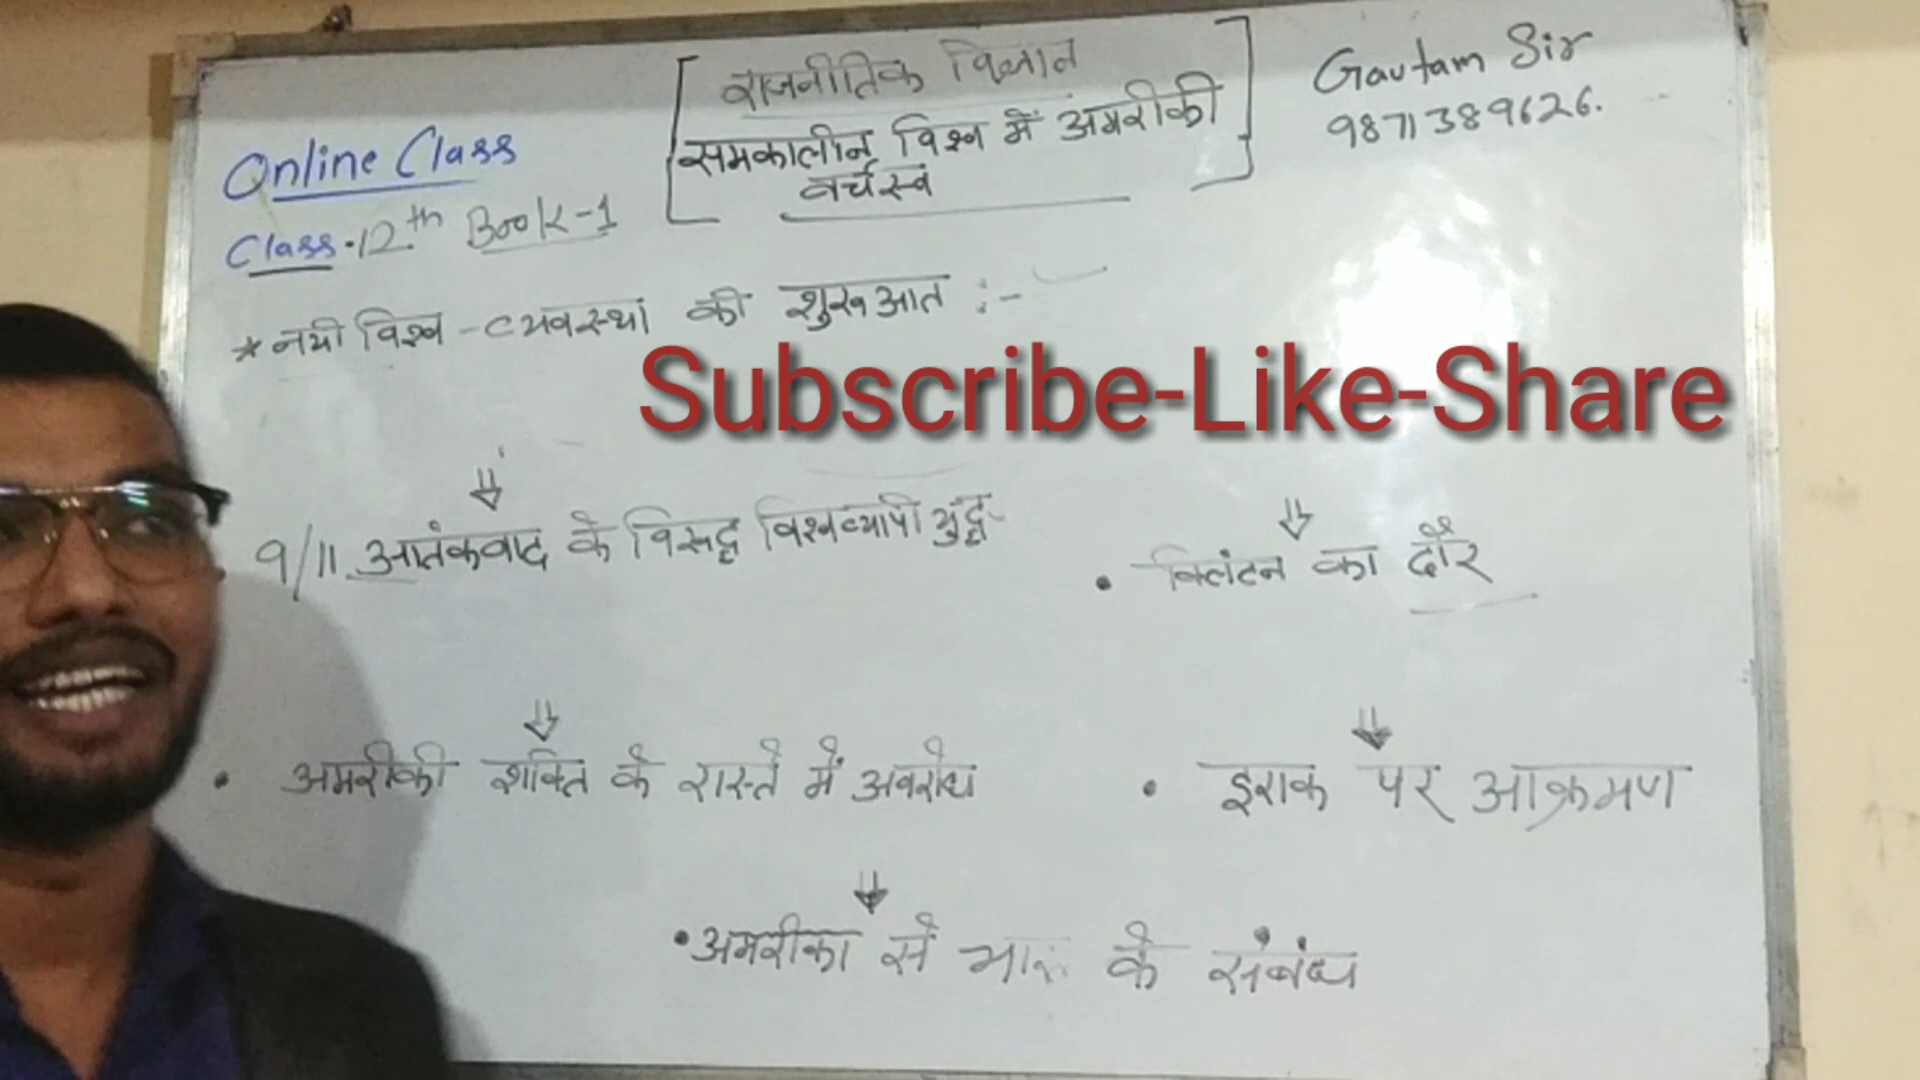 राजनीतिक विज्ञान
समकालीन विश्व में अमरीकी
वर्चस्व
Gautam Sir
9871389626.
Online Class
Class-12th Book-1
* नयी विश्व-व्यवस्था की शुरूआत :-
Subscribe-Like-Share
9/11 आतंकवाद के विरूद्ध विश्वव्यापी युद्ध
• क्लिंटन का दौर
• अमरीकी शक्ति के रास्ते में अवरोध
• इराक पर आक्रमण
• अमरीका से के संबंध